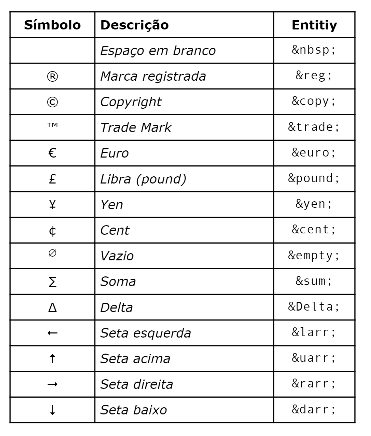 Símbolo Descrição Entitiy
Espaço em branco &nbsp;
® Marca registrada &reg;
© Copyright &copy;
™ Trade Mark &trade;
€ Euro &euro;
£ Libra (pound) &pound;
¥ Yen &yen;
¢ Cent &cent;
∅ Vazio &empty;
∑ Soma &sum;
Δ Delta &Delta;
← Seta esquerda &larr;
↑ Seta acima &uarr;
→ Seta direita &rarr;
↓ Seta baixo &darr;